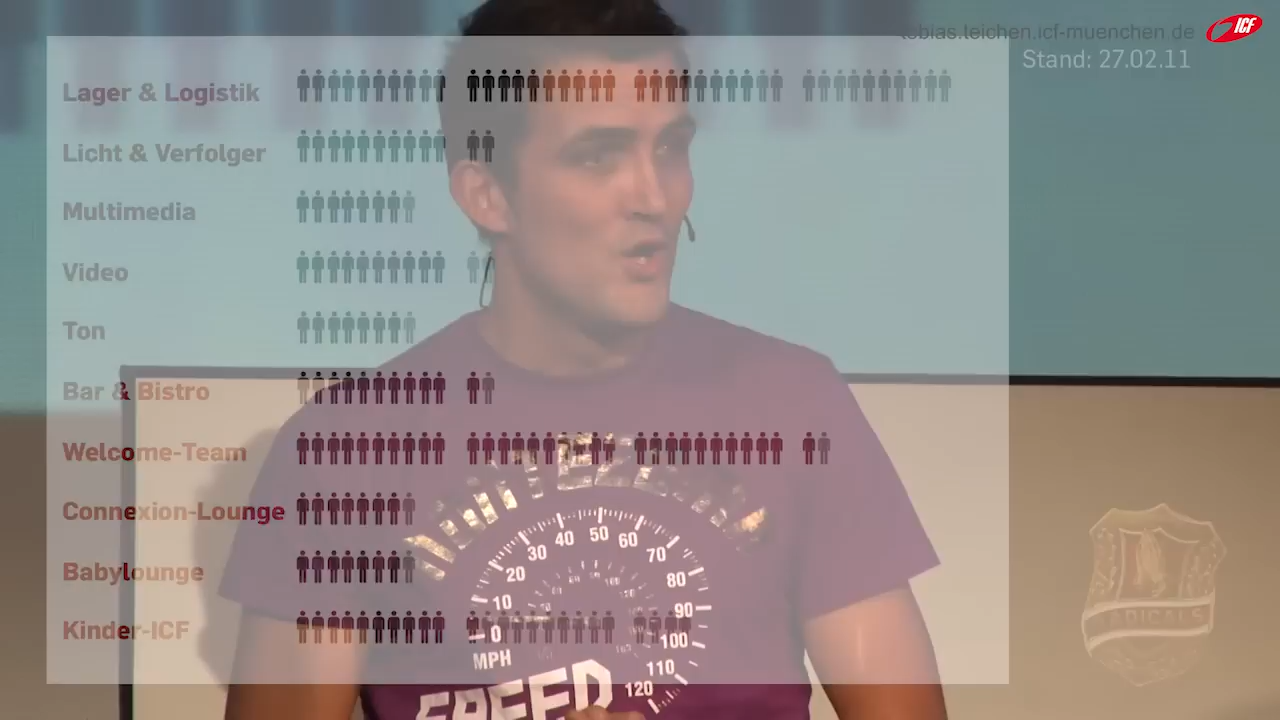 tobias.teichen.icf-muenchen de
ICF
Stand: 27.02.11
Lager & Logistik
Licht & Verfolger
Multimedia
Video
Ton
Bar & Bistro
Welcome-Team
Connexion-Lounge
Babylounge
Kinder-ICF
0 10 20 30 40 50 60 70 80 90 100 110 120
MPH
SPEED
RADICALS